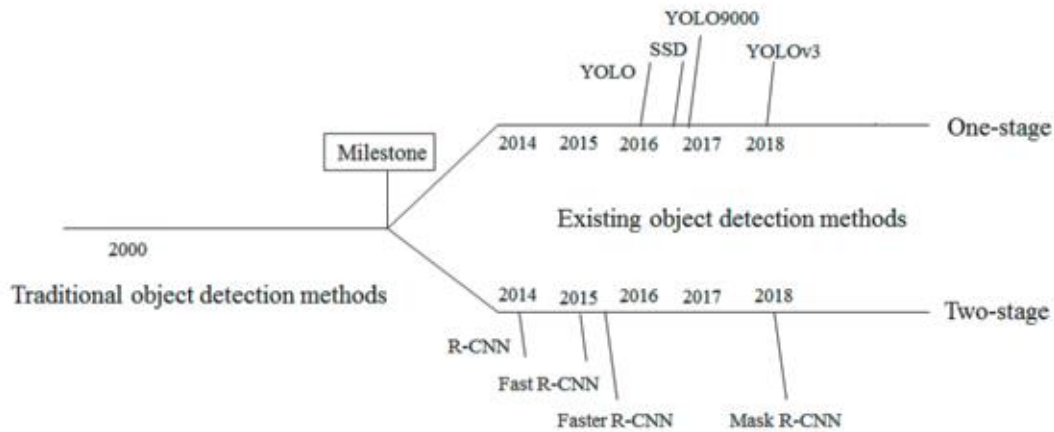 YOLO9000
SSD
YOLO
YOLOv3
2014 2015 2016 2017 2018
One-stage
Milestone
Existing object detection methods
2000
Traditional object detection methods
2014 2015 2016 2017 2018
Two-stage
R-CNN
Fast R-CNN
Faster R-CNN
Mask R-CNN